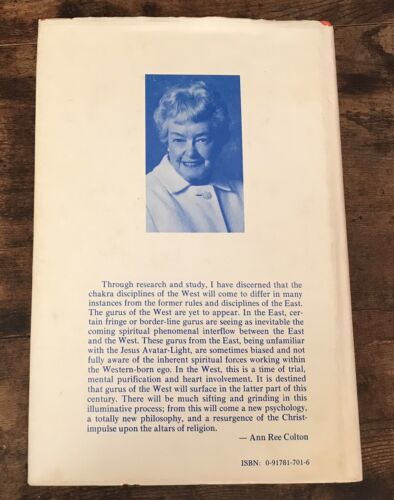 Through research and study, I have discerned that the
chakra disciplines of the West will come to differ in many
instances from the former rules and disciplines of the East.
The gurus of the West are yet to appear. In the East, cer-
tain fringe or border-line gurus are seeing as inevitable the
coming spiritual phenomenal interflow between the East
and the West. These gurus from the East, being unfamiliar
with the Jesus Avatar-Light, are sometimes biased and not
fully aware of the inherent spiritual forces working within
the Western-born ego. In the West, this is a time of trial,
mental purification and heart involvement. It is destined
that gurus of the West will surface in the latter part of this
century. There will be much sifting and grinding in this
illuminative process; from this will come a new psychology,
a totally new philosophy, and a resurgence of the Christ-
impulse upon the altars of religion.
— Ann Ree Colton
ISBN: 0-91781-701-6